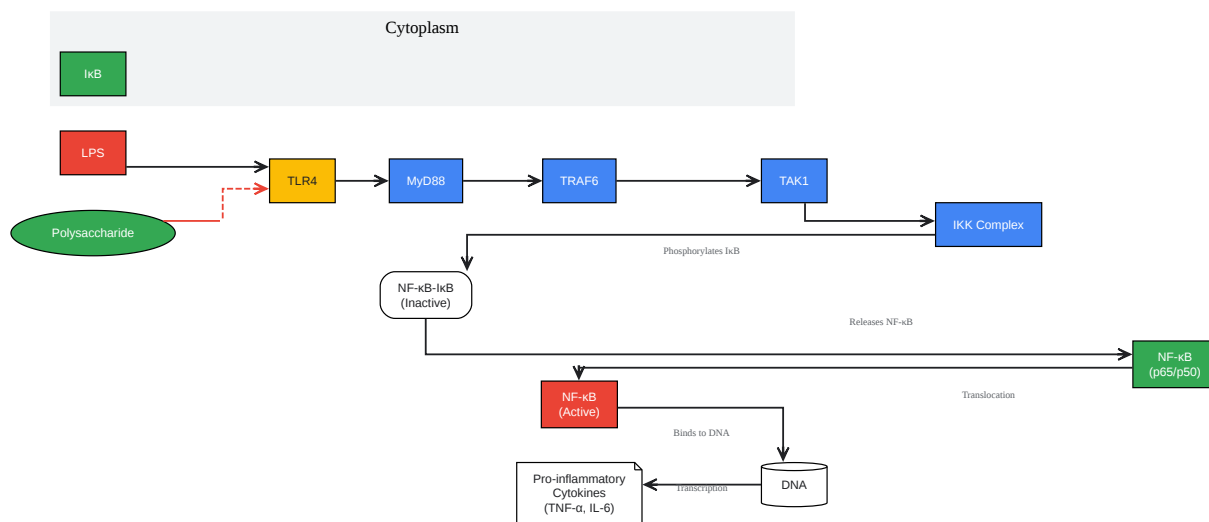 Cytoplasm
IκB
LPS
TLR4
MyD88
TRAF6
TAK1
Polysaccharide
IKK Complex
Phosphorylates IκB
NF-κB-IκB
(Inactive)
Releases NF-κB
NF-κB
(p65/p50)
Translocation
NF-κB
(Active)
Binds to DNA
Pro-inflammatory
Cytokines
(TNF-α, IL-6)
Transcription
DNA